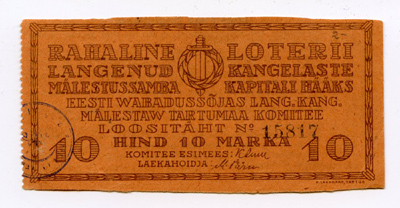 RAHALINE LOTERII
LANGENUD KANGELASTE
MÄLESTUSSAMBA KAPITALI HÄÄKS
EESTI WABADUSSÕJAS LANG. KANG.
MÄLESTAW TARTUMAA KOMITEE
LOOSITÄHT Nº 15817
10 HIND 10 MARKA 10
KOMITEE ESIMEES:
LAEKAHOIDJA: